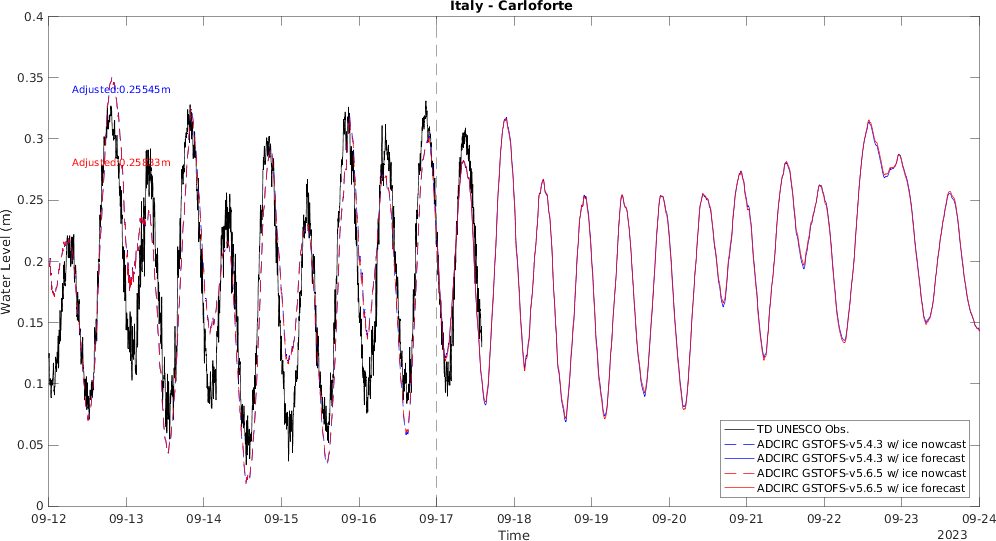 Italy - Carloforte
0.4
0.35
0.3
0.25
0.2
0.15
0.1
0.05
0
Water Level (m)
Adjusted:0.25545m
Adjusted:0.25833m
TD UNESCO Obs.
ADCIRC GSTOFS-v5.4.3 w/ ice nowcast
ADCIRC GSTOFS-v5.4.3 w/ ice forecast
ADCIRC GSTOFS-v5.6.5 w/ ice nowcast
ADCIRC GSTOFS-v5.6.5 w/ ice forecast
09-12 09-13 09-14 09-15 09-16 09-17 09-18 09-19 09-20 09-21 09-22 09-23 09-24
Time
2023